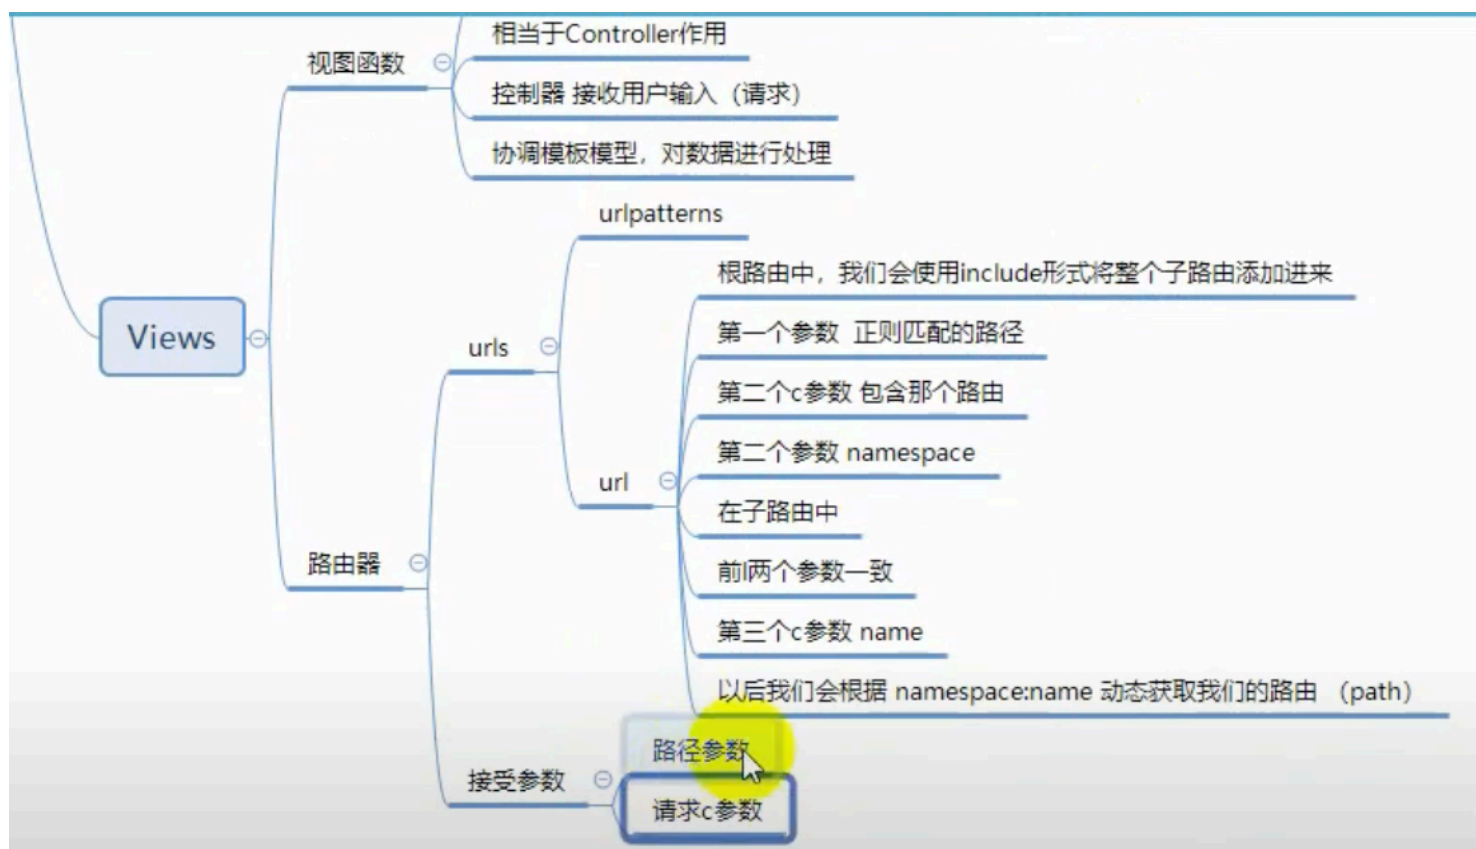 相当于Controller作用
视图函数
控制器 接收用户输入（请求）
协调模板模型，对数据进行处理
urlpatterns
根路由中，我们会使用include形式将整个子路由添加进来
Views
第一个参数 正则匹配的路径
urls
第二个c参数 包含那个路由
第二个参数 namespace
url
在子路由中
路由器
前l两个参数一致
第三个c参数 name
以后我们会根据 namespace:name 动态获取我们的路由 （path）
路径参数
接受参数
请求c参数